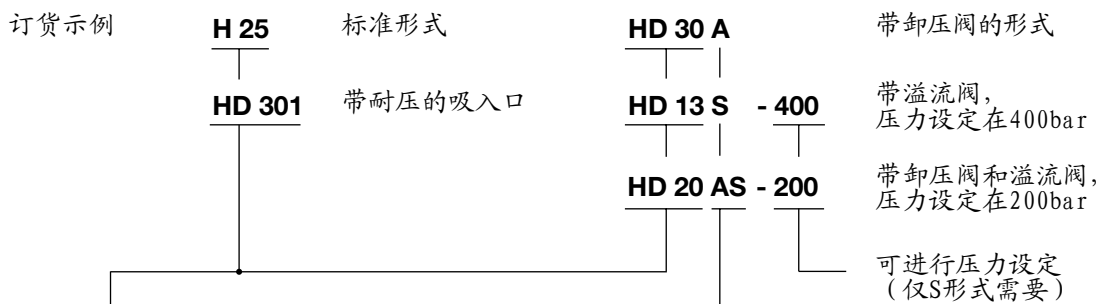 订货示例 H 25 标准形式 HD 30 A 带卸压阀的形式
HD 301 带耐压的吸入口 HD 13 S - 400 带溢流阀,
压力设定在400bar
HD 20 AS - 200 带卸压阀和溢流阀,
压力设定在200bar
可进行压力设定
（仅S形式需要）